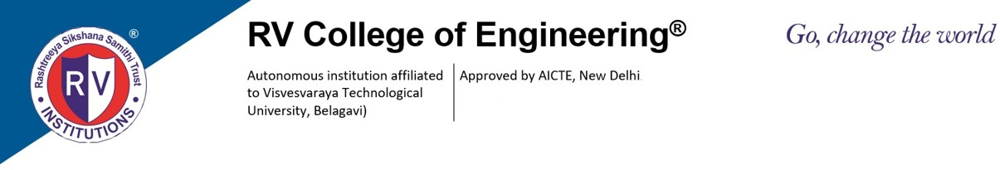 Rashtreeya Sikshana Samithi Trust
®
RV
• INSTITUTIONS •
RV College of Engineering®
Autonomous institution affiliated
to Visvesvaraya Technological
University, Belagavi)
Approved by AICTE, New Delhi
Go, change the world